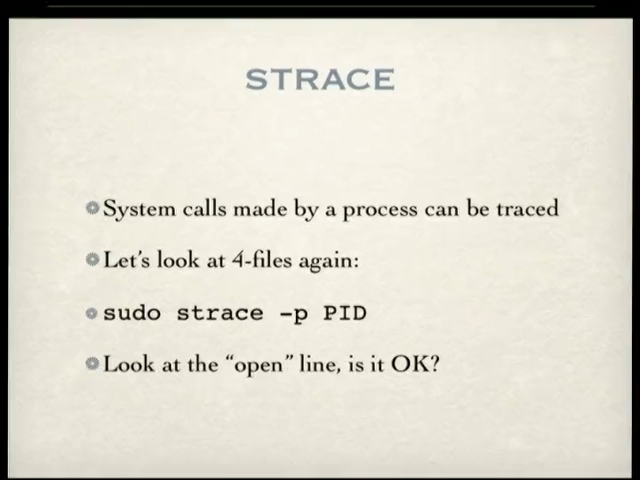 STRACE
System calls made by a process can be traced
Let's look at 4-files again:
sudo strace -p PID
Look at the “open” line, is it OK?